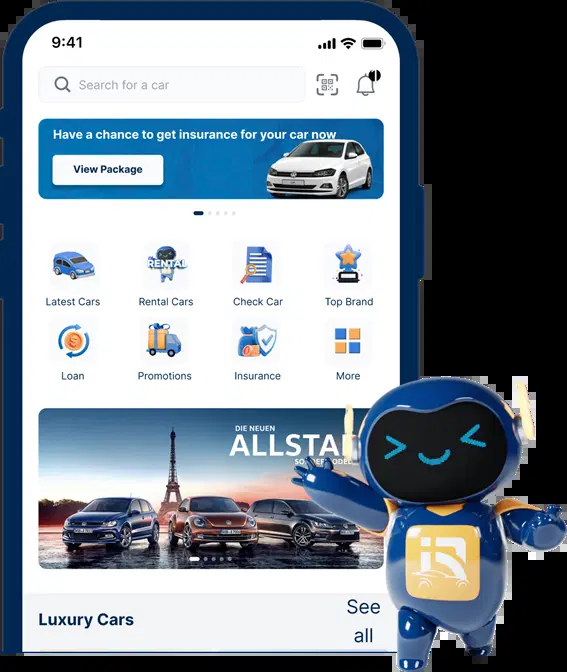 9:41
Search for a car
Have a chance to get insurance for your car now
View Package
RENTAL
Latest Cars
Rental Cars
Check Car
Top Brand
Loan
Promotions
Insurance
More
DIE NEUEN
ALLSTAR
Luxury Cars
See
all